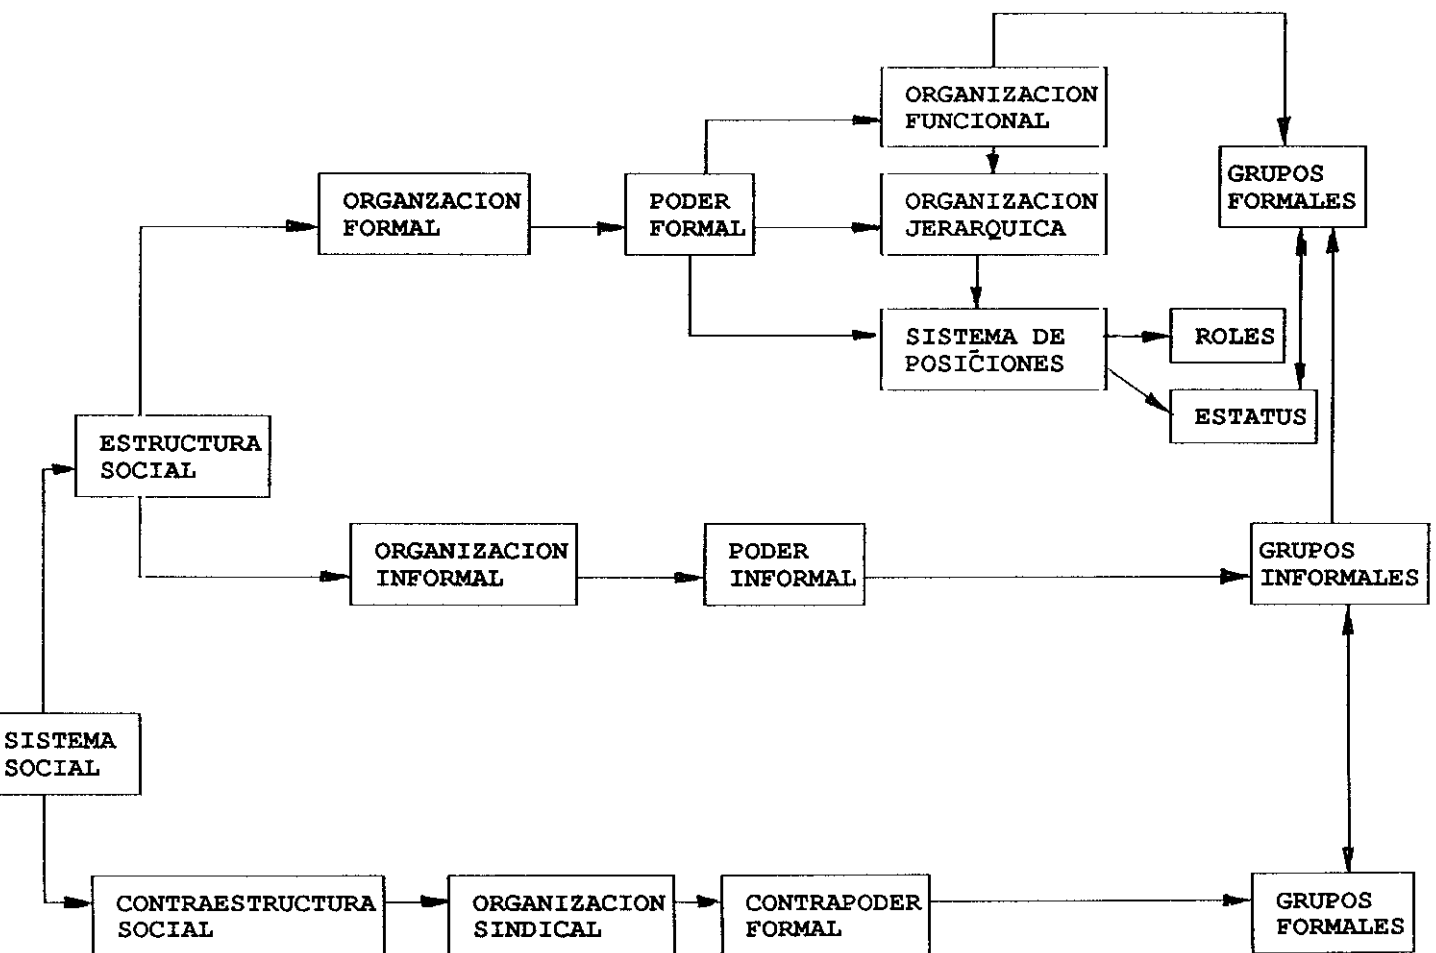 ORGANIZACION
FUNCIONAL
GRUPOS
FORMALES
ORGANZACION
FORMAL
PODER
FORMAL
ORGANIZACION
JERARQUICA
SISTEMA DE
POSICIONES
ROLES
ESTATUS
ESTRUCTURA
SOCIAL
ORGANIZACION
INFORMAL
PODER
INFORMAL
GRUPOS
INFORMALES
SISTEMA
SOCIAL
CONTRAESTRUCTURA
SOCIAL
ORGANIZACION
SINDICAL
CONTRAPODER
FORMAL
GRUPOS
FORMALES